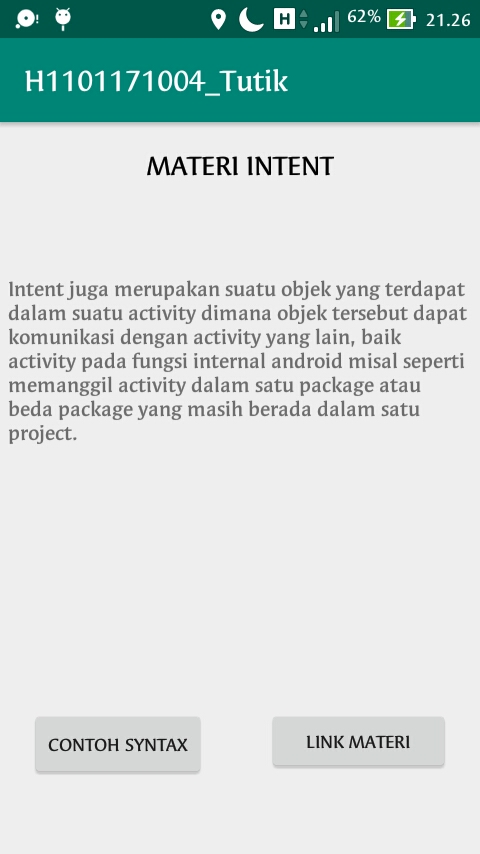 62% 21.26
H1101171004_Tutik
MATERI INTENT
Intent juga merupakan suatu objek yang terdapat
dalam suatu activity dimana objek tersebut dapat
komunikasi dengan activity yang lain, baik
activity pada fungsi internal android misal seperti
memanggil activity dalam satu package atau
beda package yang masih berada dalam satu
project.
CONTOH SYNTAX
LINK MATERI